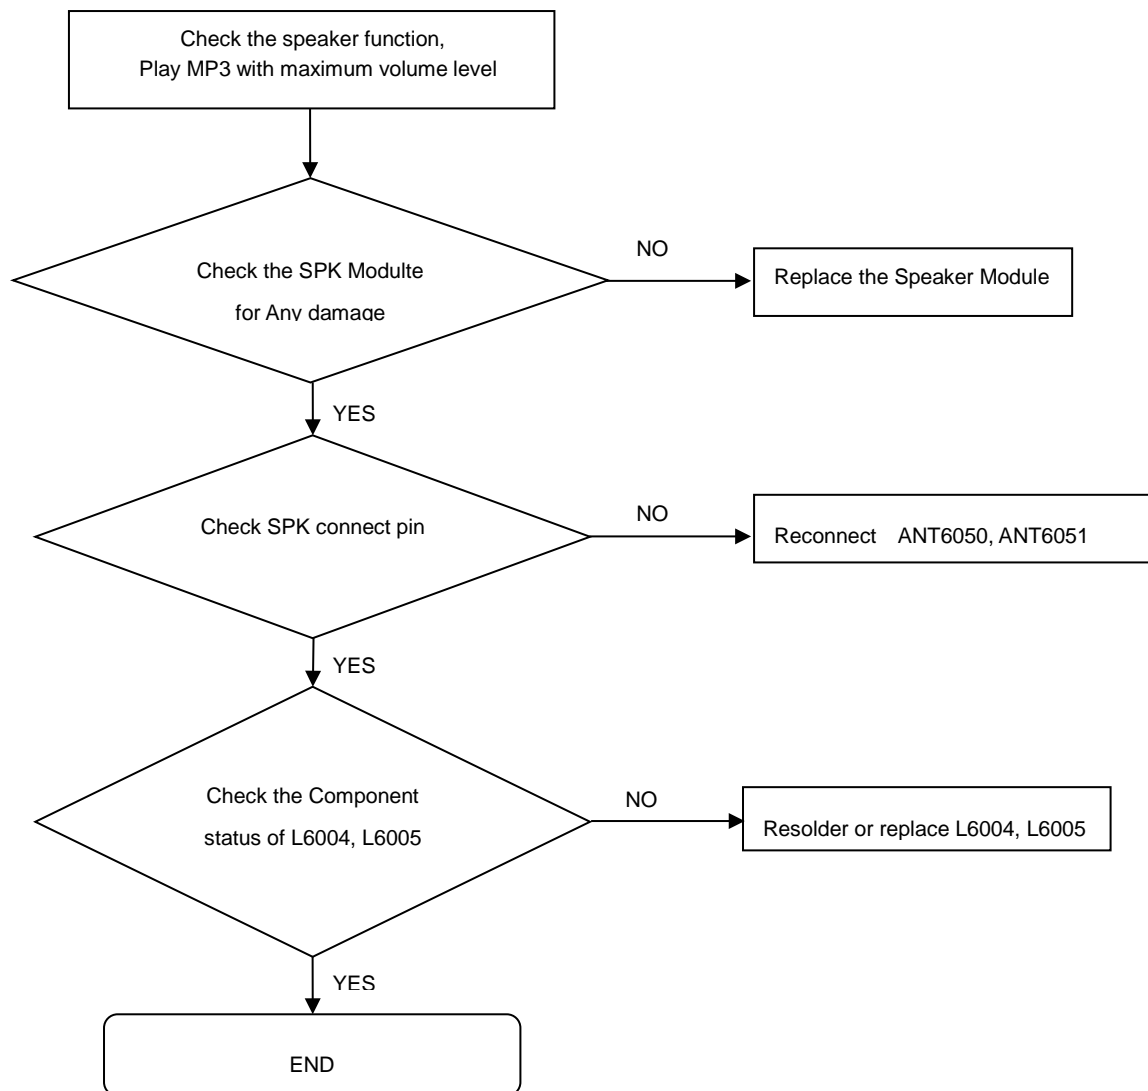 Check the speaker function,
Play MP3 with maximum volume level
Check the SPK Modulte
for Any damage
NO
Replace the Speaker Module
YES
Check SPK connect pin
NO
Reconnect ANT6050, ANT6051
YES
Check the Component
status of L6004, L6005
NO
Resolder or replace L6004, L6005
YES
END